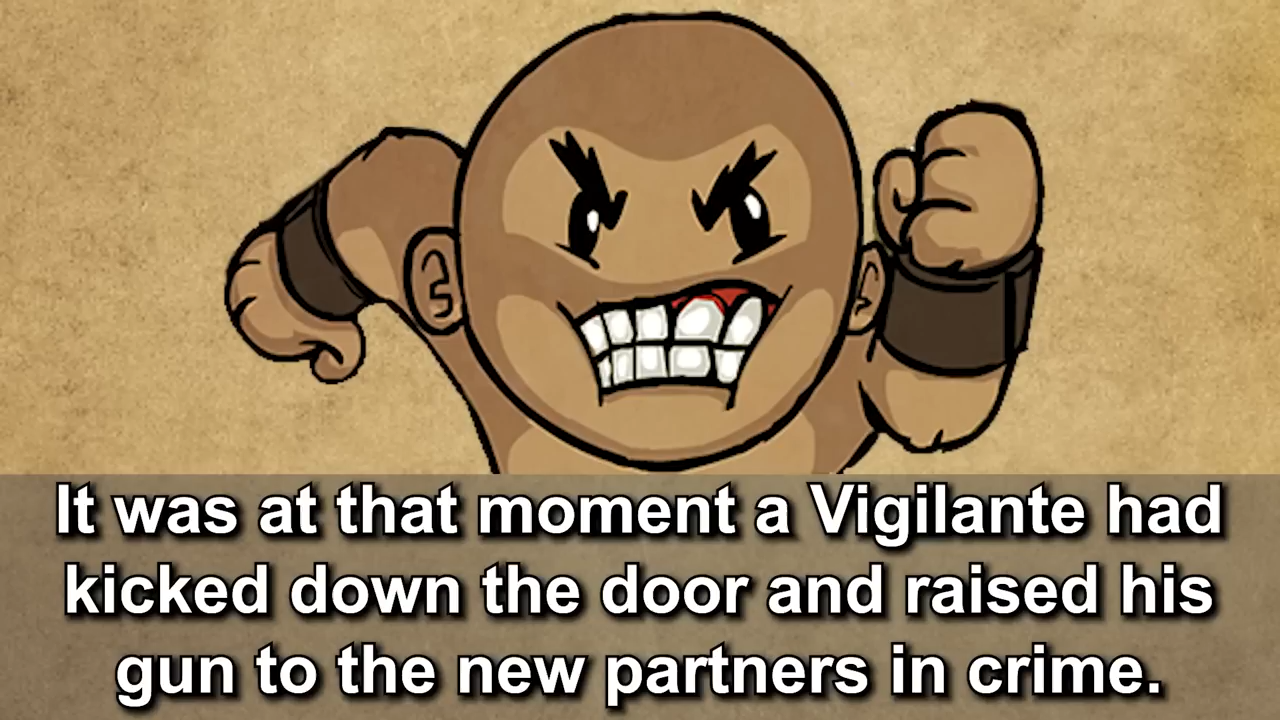 It was at that moment a Vigilante had
kicked down the door and raised his
gun to the new partners in crime.